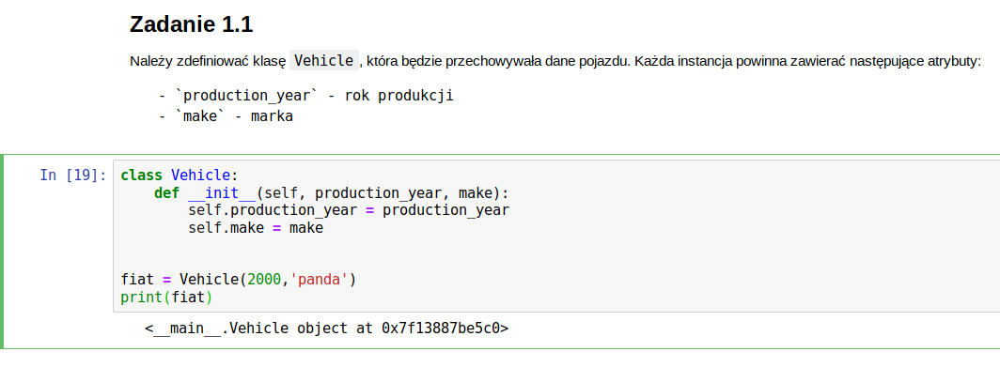 Zadanie 1.1
Należy zdefiniować klasę Vehicle, która będzie przechowywała dane pojazdu. Każda instancja powinna zawierać następujące atrybuty:
- `production_year` - rok produkcji
- `make` - marka
In [19]: class Vehicle:
    def __init__(self, production_year, make):
        self.production_year = production_year
        self.make = make
fiat = Vehicle(2000,'panda')
print(fiat)
<__main__.Vehicle object at 0x7f13887be5c0>